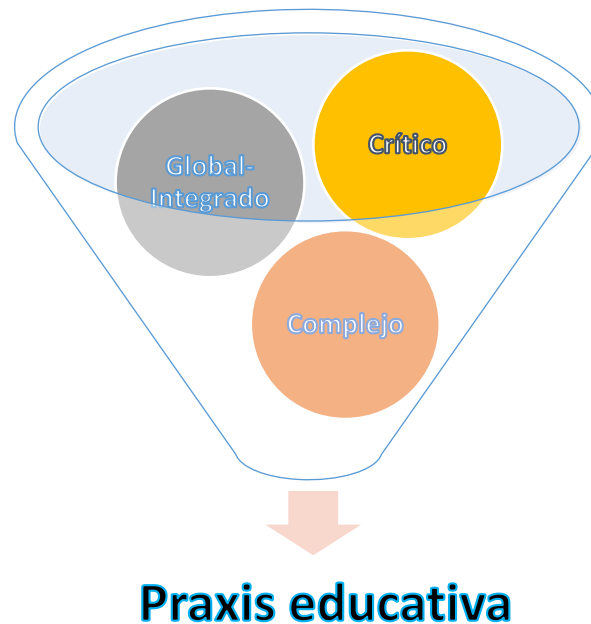 Crítico
Global-
Integrado
Complejo
Praxis educativa